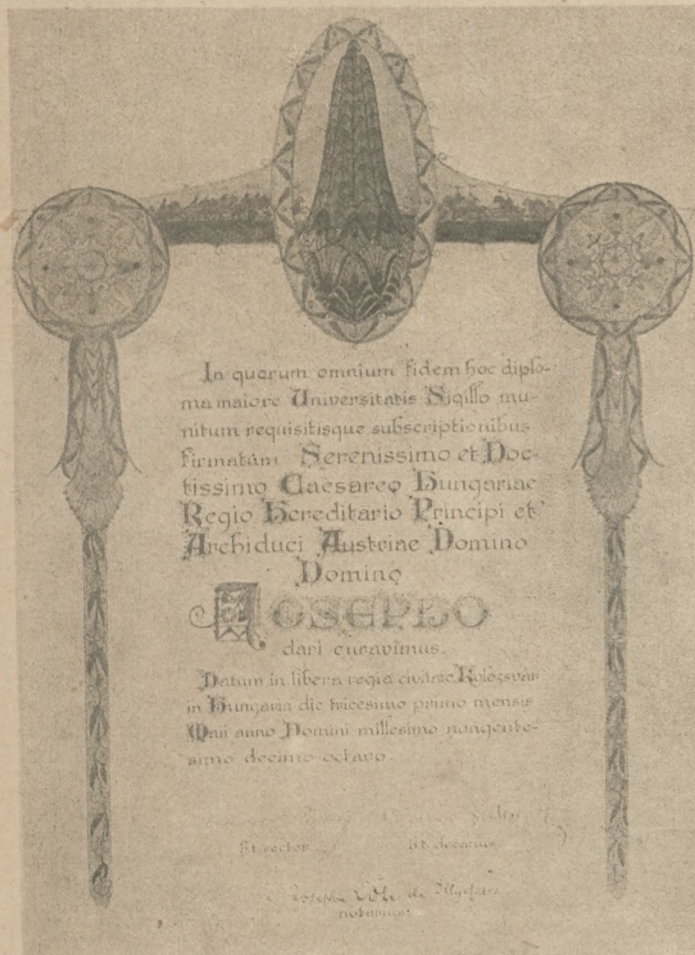 In quorum omnium fidem hoc diplo-
ma maiore Universitatis Sigillo mu-
nitum requisitisque subscriptionibus
firmatum Serenissimo et Doc-
tissimo Caesareo Hungariae
Regio Hereditario Principi et
Archiduci Austriae Domino
Domino
JOSEPHO
dari curavimus.
Datum in libera regia civitate Kolozsvár
in Hungaria die tricesimo primo mensis
Maii anno Domini millesimo nongente-
simo decimo octavo.
h.t. rector
h.t. decanus
de
notarius